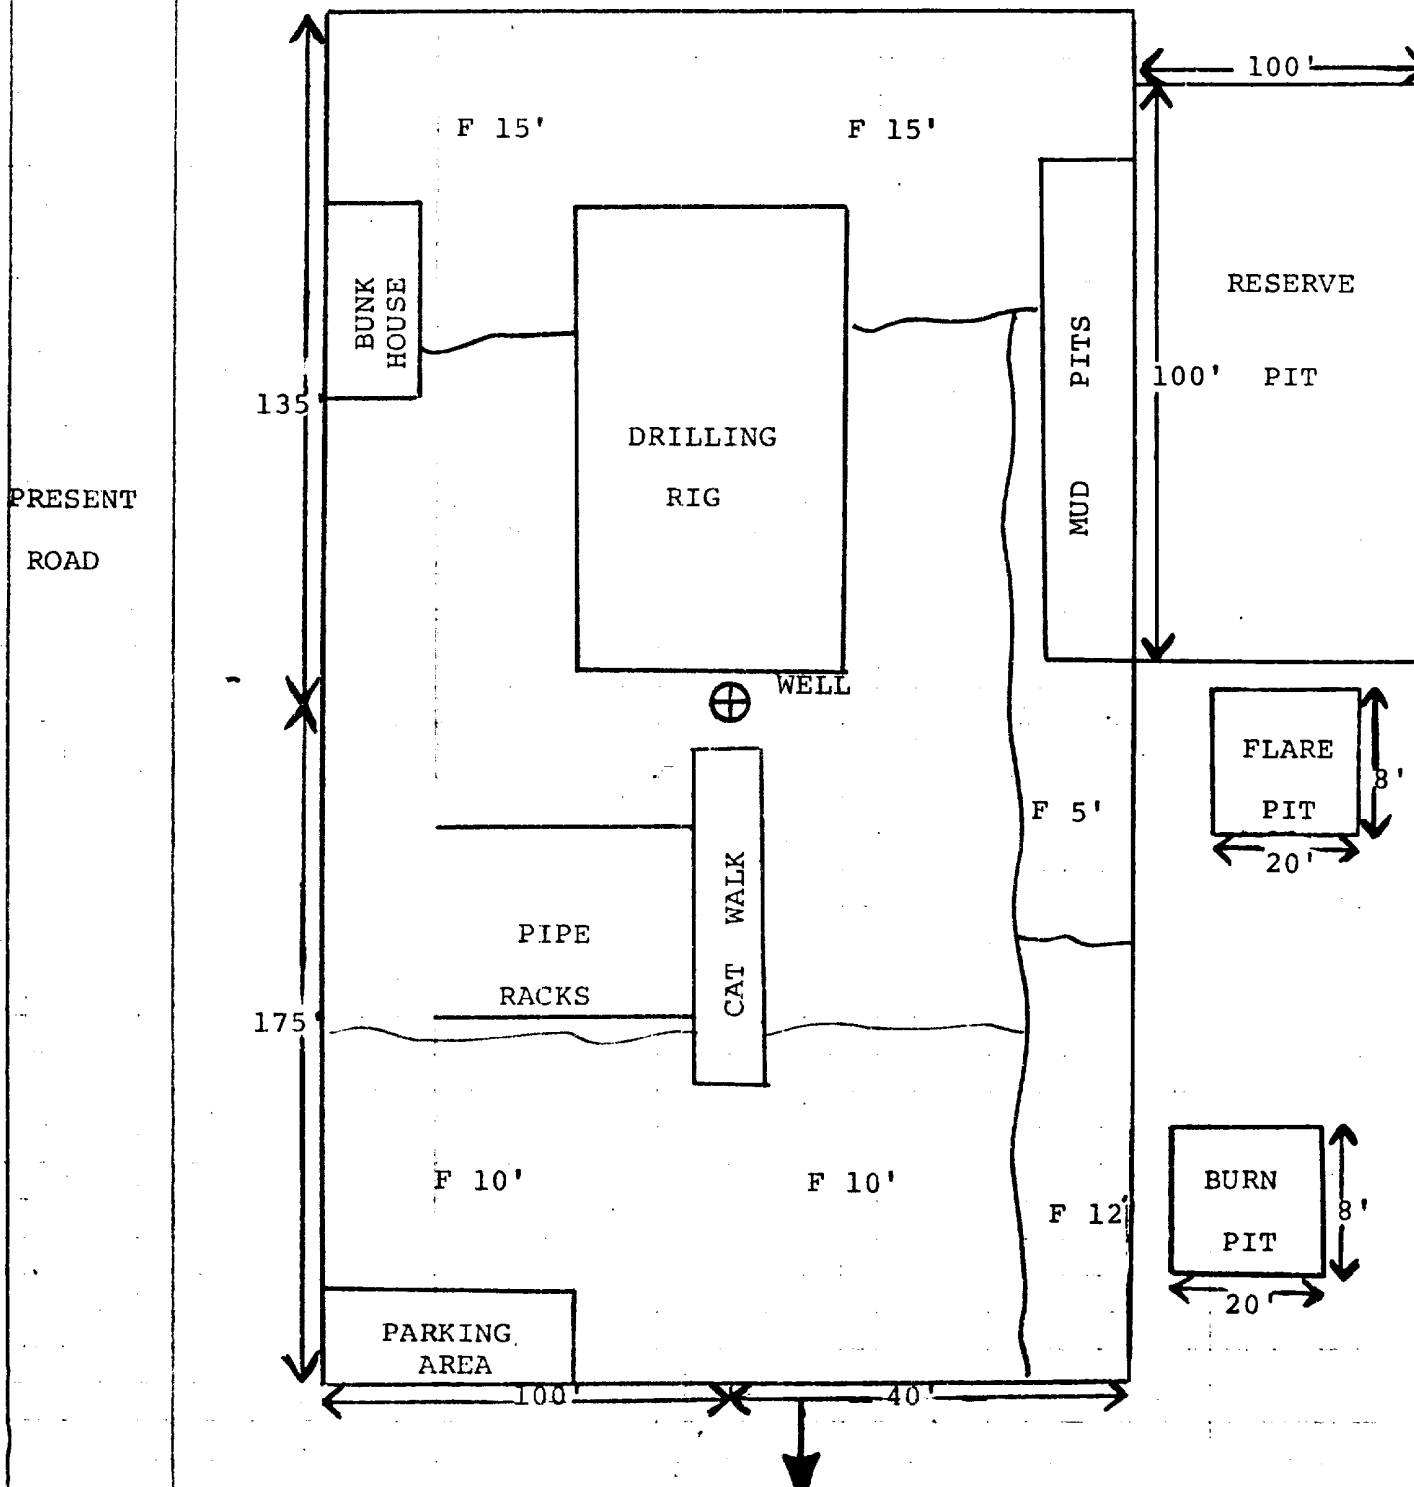 100'
F 15'
F 15'
RESERVE
PIT
BUNK
HOUSE
MUD PITS
100'
135'
DRILLING
RIG
PRESENT
ROAD
WELL
FLARE
PIT
8'
20'
F 5'
CAT WALK
PIPE
RACKS
175'
F 10'
F 10'
F 12'
BURN
PIT
8'
20'
PARKING
AREA
100'
40'